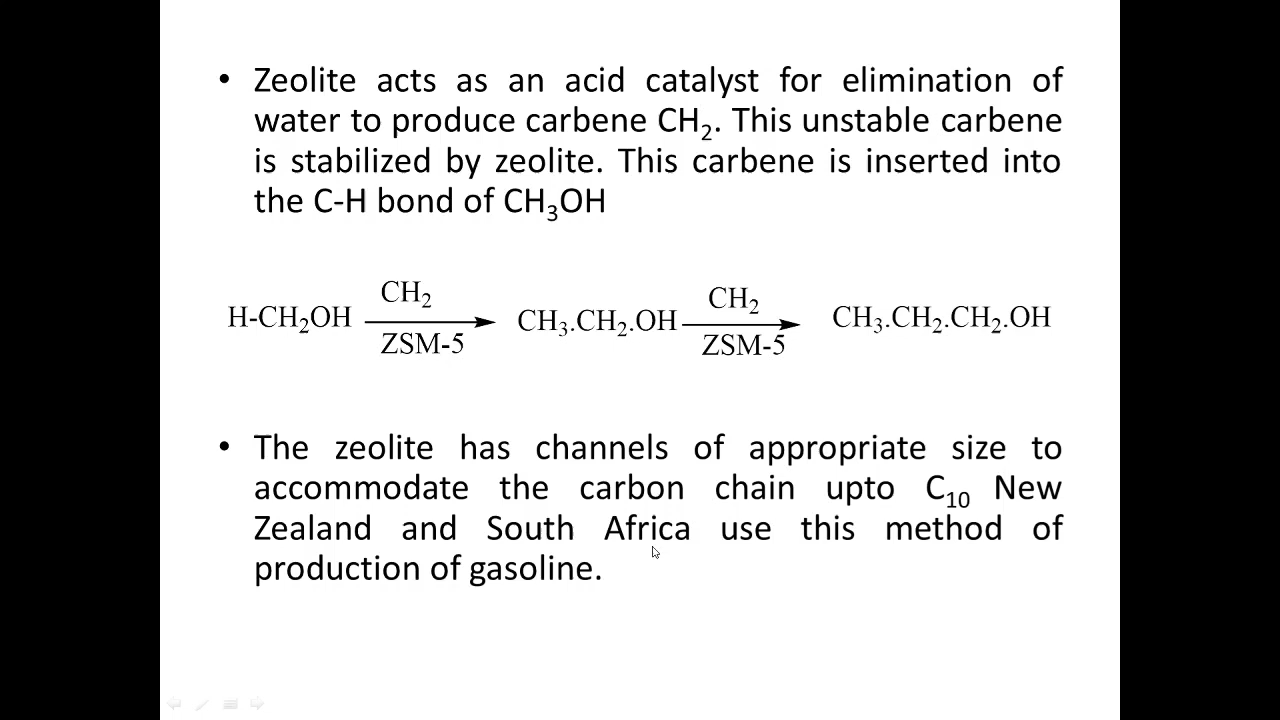 • Zeolite acts as an acid catalyst for elimination of
water to produce carbene CH₂. This unstable carbene
is stabilized by zeolite. This carbene is inserted into
the C-H bond of CH₃OH
H-CH₂OH CH₂ ZSM-5 CH₃.CH₂.OH CH₂ ZSM-5 CH₃.CH₂.CH₂.OH
• The zeolite has channels of appropriate size to
accommodate the carbon chain upto C₁₀ New
Zealand and South Africa use this method of
production of gasoline.